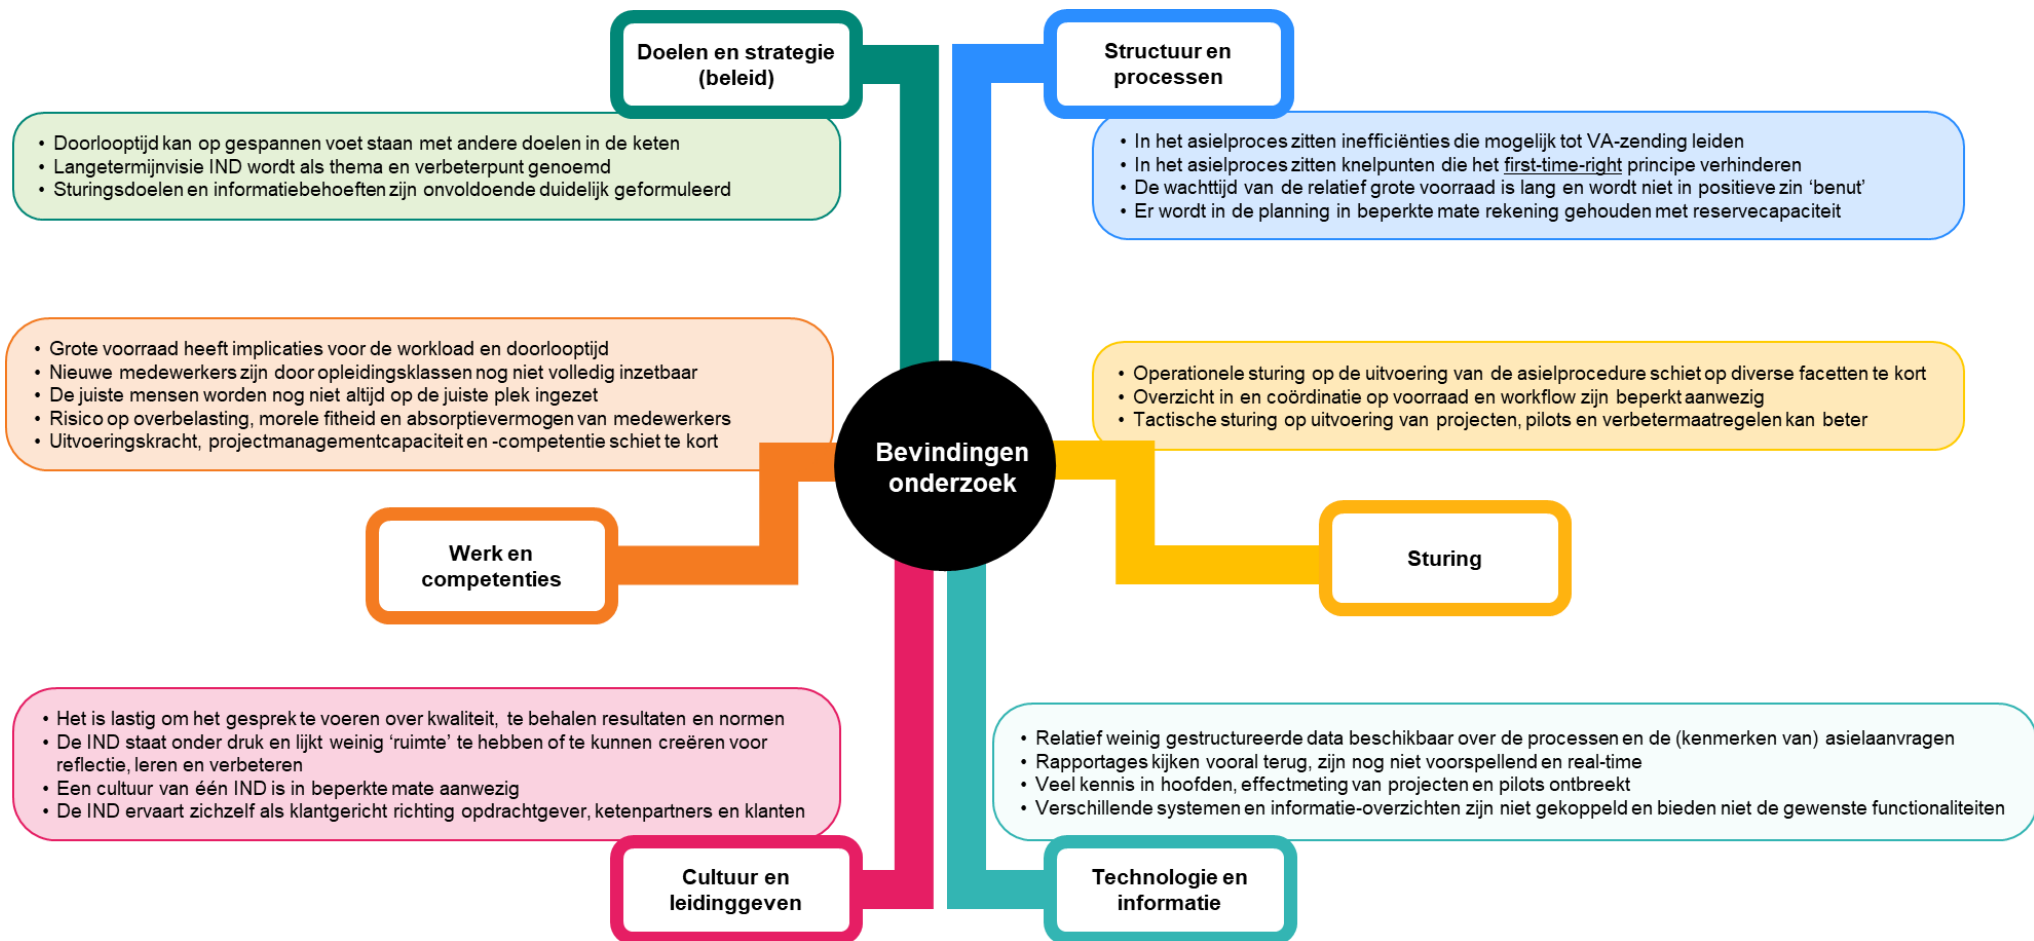 Doelen en strategie
(beleid)
• Doorlooptijd kan op gespannen voet staan met andere doelen in de keten
• Langetermijnvisie IND wordt als thema en verbeterpunt genoemd
• Sturingsdoelen en informatiebehoeften zijn onvoldoende duidelijk geformuleerd
Structuur en
processen
• In het asielproces zitten inefficiënties die mogelijk tot VA-zending leiden
• In het asielproces zitten knelpunten die het first-time-right principe verhinderen
• De wachttijd van de relatief grote voorraad is lang en wordt niet in positieve zin ‘benut’
• Er wordt in de planning in beperkte mate rekening gehouden met reservecapaciteit
• Grote voorraad heeft implicaties voor de workload en doorlooptijd
• Nieuwe medewerkers zijn door opleidingsklassen nog niet volledig inzetbaar
• De juiste mensen worden nog niet altijd op de juiste plek ingezet
• Risico op overbelasting, morele fitheid en absorptievermogen van medewerkers
• Uitvoeringskracht, projectmanagementcapaciteit en -competentie schiet te kort
Werk en
competenties
Bevindingen
onderzoek
• Operationele sturing op de uitvoering van de asielprocedure schiet op diverse facetten te kort
• Overzicht in en coördinatie op voorraad en workflow zijn beperkt aanwezig
• Tactische sturing op uitvoering van projecten, pilots en verbetermaatregelen kan beter
Sturing
• Het is lastig om het gesprek te voeren over kwaliteit, te behalen resultaten en normen
• De IND staat onder druk en lijkt weinig ‘ruimte’ te hebben of te kunnen creëren voor
reflectie, leren en verbeteren
• Een cultuur van één IND is in beperkte mate aanwezig
• De IND ervaart zichzelf als klantgericht richting opdrachtgever, ketenpartners en klanten
Cultuur en
leidinggeven
• Relatief weinig gestructureerde data beschikbaar over de processen en de (kenmerken van) asielaanvragen
• Rapportages kijken vooral terug, zijn nog niet voorspellend en real-time
• Veel kennis in hoofden, effectmeting van projecten en pilots ontbreekt
• Verschillende systemen en informatie-overzichten zijn niet gekoppeld en bieden niet de gewenste functionaliteiten
Technologie en
informatie